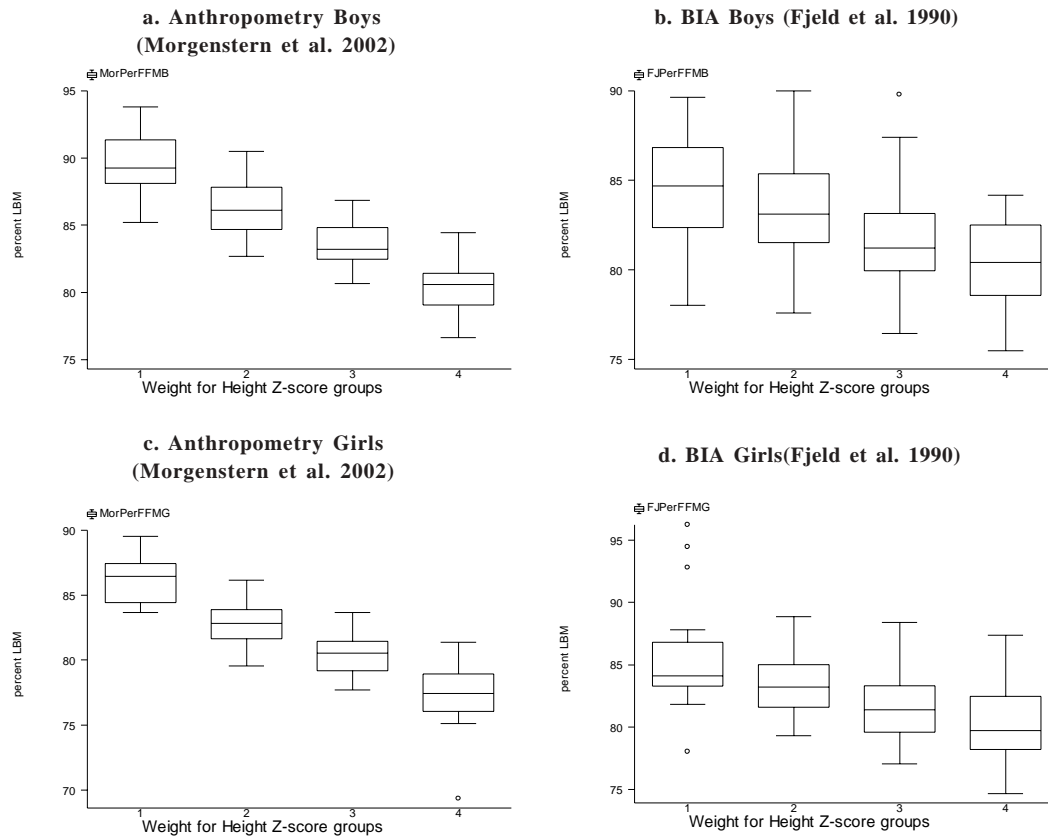 a. Anthropometry Boys
(Morgenstern et al. 2002)
MorPerFFMB
95
90
85
80
75
percent LBM
1 2 3 4
Weight for Height Z-score groups
b. BIA Boys (Fjeld et al. 1990)
FJPerFFMB
90
85
80
75
percent LBM
1 2 3 4
Weight for Height Z-score groups
c. Anthropometry Girls
(Morgenstern et al. 2002)
MorPerFFMG
90
85
80
75
70
percent LBM
1 2 3 4
Weight for Height Z-score groups
d. BIA Girls(Fjeld et al. 1990)
FJPerFFMG
95
90
85
80
75
percent LBM
1 2 3 4
Weight for Height Z-score groups